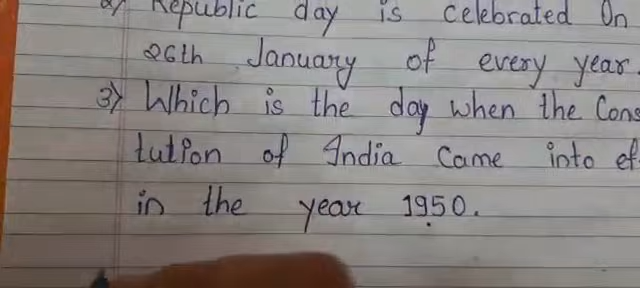 2) Republic day is celebrated On
26th January of every year.
3) Which is the day when the Cons
tution of India Came into ef
in the year 1950.